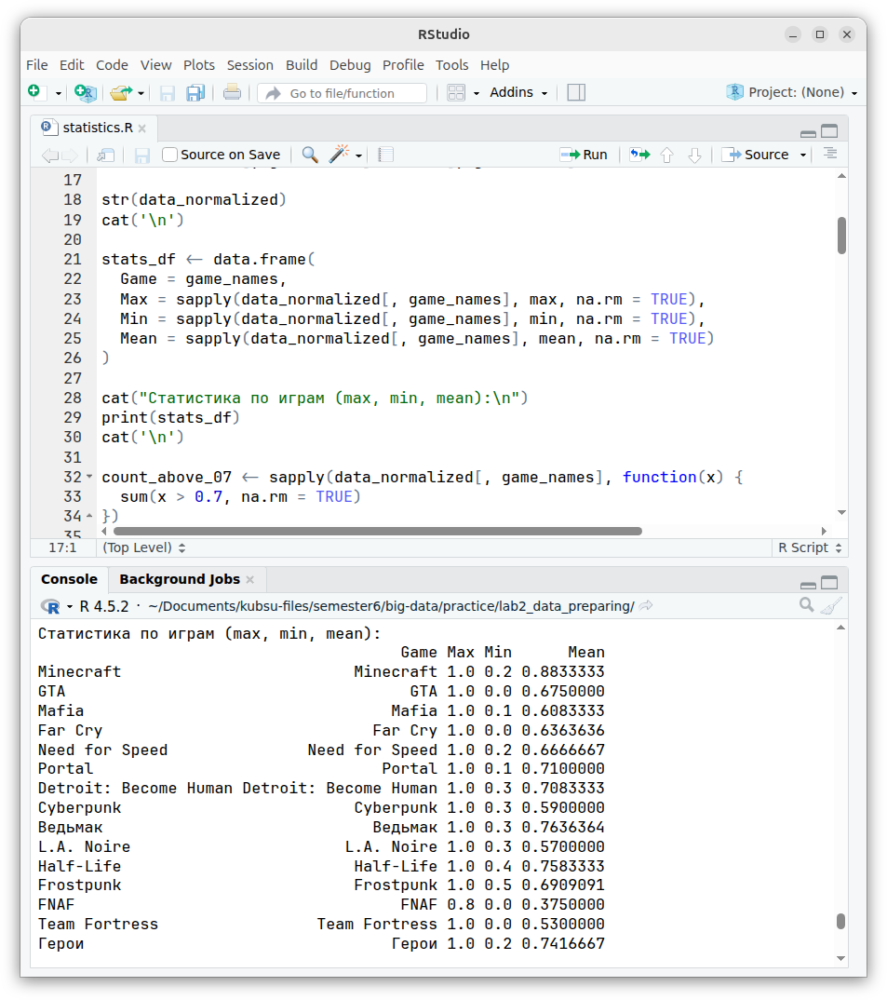 RStudio
File Edit Code View Plots Session Build Debug Profile Tools Help
Go to file/function Addins Project: (None)
statistics.R
Source on Save Run Source
17
18 str(data_normalized)
19 cat('\n')
20
21 stats_df <- data.frame(
22 Game = game_names,
23 Max = sapply(data_normalized[, game_names], max, na.rm = TRUE),
24 Min = sapply(data_normalized[, game_names], min, na.rm = TRUE),
25 Mean = sapply(data_normalized[, game_names], mean, na.rm = TRUE)
26 )
27
28 cat("Статистика по играм (max, min, mean):\n")
29 print(stats_df)
30 cat('\n')
31
32 count_above_07 <- sapply(data_normalized[, game_names], function(x) {
33 sum(x > 0.7, na.rm = TRUE)
34 })
35
17:1 (Top Level) R Script
Console Background Jobs
R 4.5.2 · ~/Documents/kubsu-files/semester6/big-data/practice/lab2_data_preparing/
Статистика по играм (max, min, mean):
Game Max Min Mean
Minecraft Minecraft 1.0 0.2 0.8833333
GTA GTA 1.0 0.0 0.6750000
Mafia Mafia 1.0 0.1 0.6083333
Far Cry Far Cry 1.0 0.0 0.6363636
Need for Speed Need for Speed 1.0 0.2 0.6666667
Portal Portal 1.0 0.1 0.7100000
Detroit: Become Human Detroit: Become Human 1.0 0.3 0.7083333
Cyberpunk Cyberpunk 1.0 0.3 0.5900000
Ведьмак Ведьмак 1.0 0.3 0.7636364
L.A. Noire L.A. Noire 1.0 0.3 0.5700000
Half-Life Half-Life 1.0 0.4 0.7583333
Frostpunk Frostpunk 1.0 0.5 0.6909091
FNAF FNAF 0.8 0.0 0.3750000
Team Fortress Team Fortress 1.0 0.0 0.5300000
Герои Герои 1.0 0.2 0.7416667